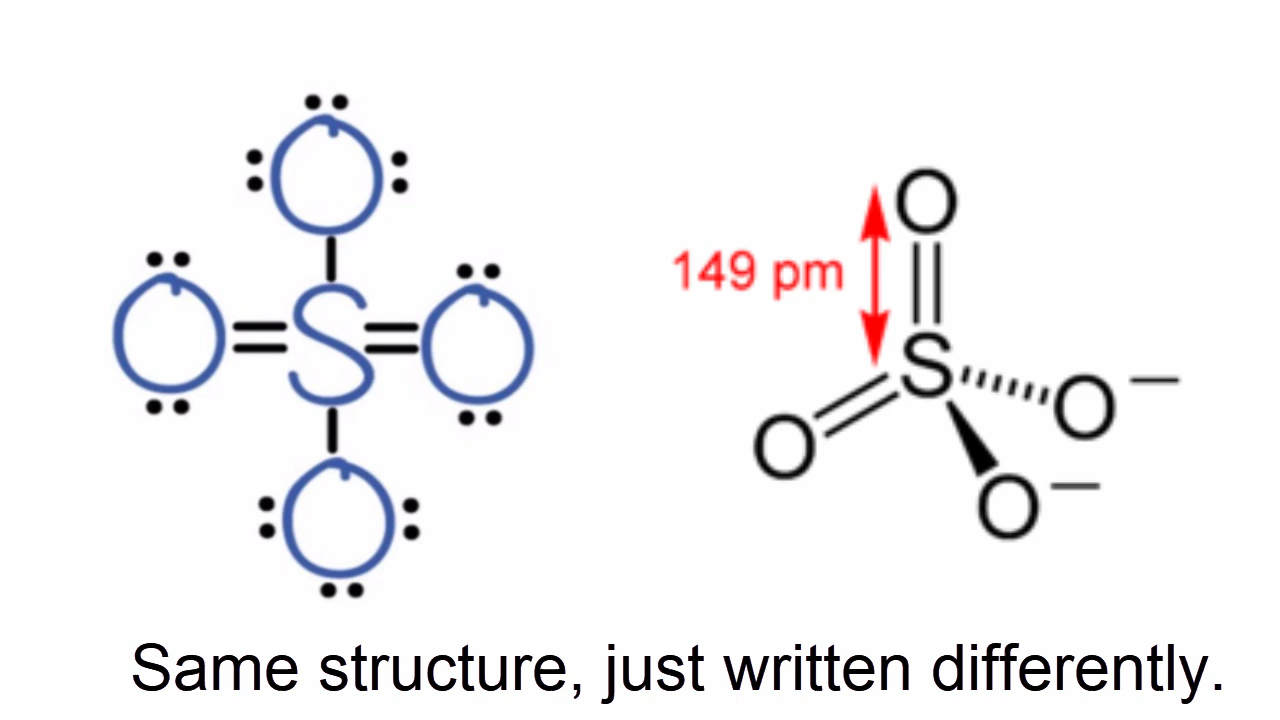 O
O S O
O
O
149 pm
S
O O
O
Same structure, just written differently.